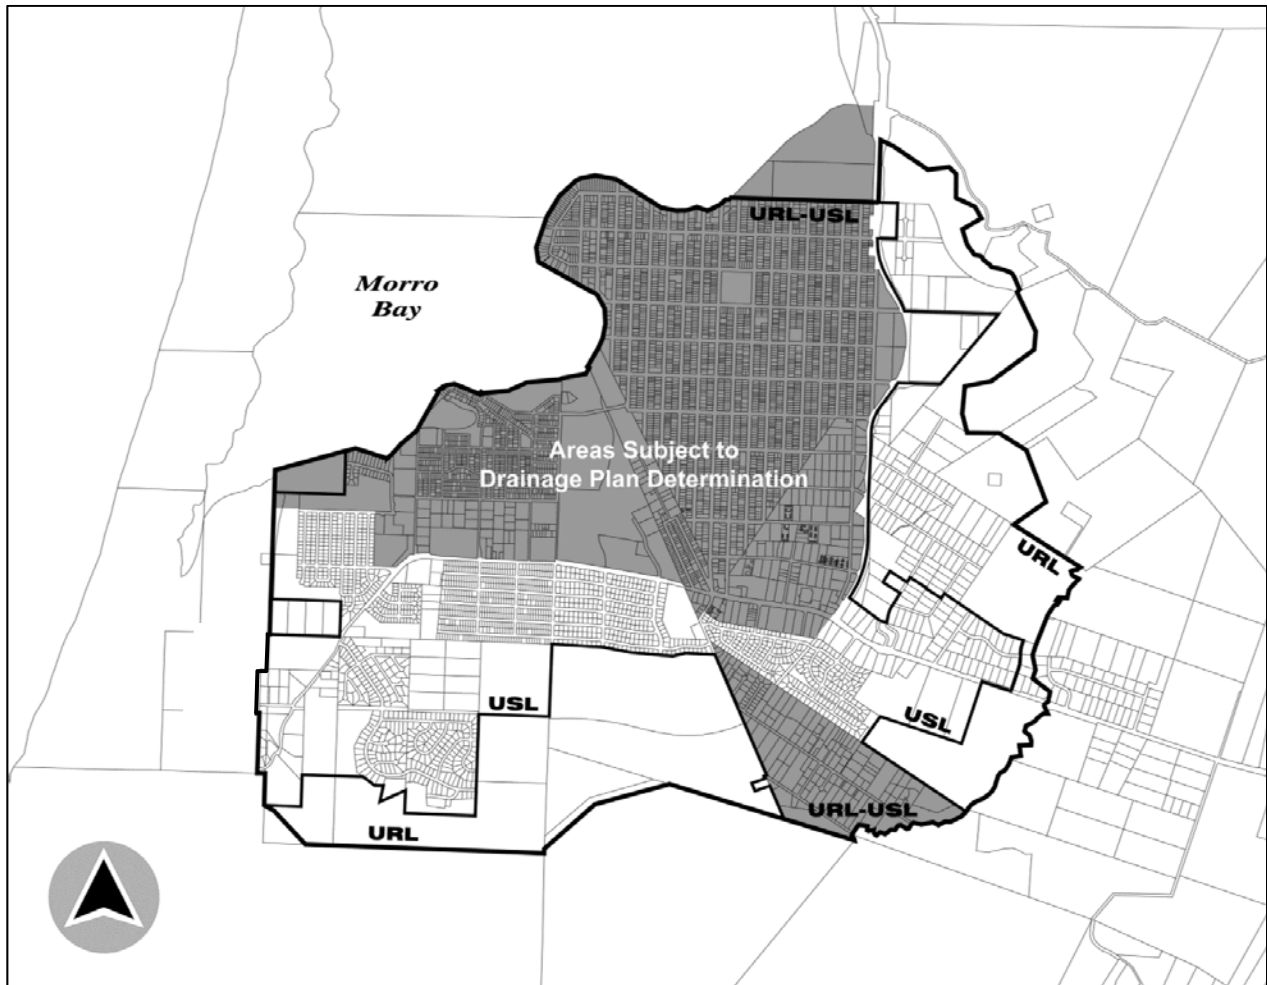 URL-USL
Morro
Bay
Areas Subject to
Drainage Plan Determination
URL
USL
USL
URL-USL
URL